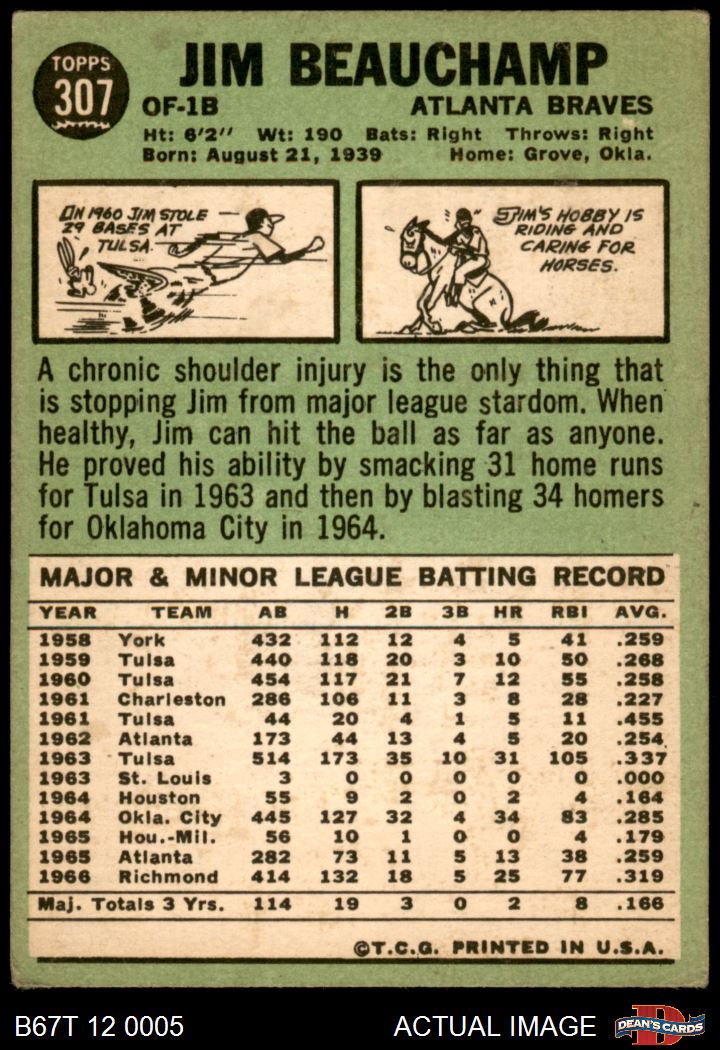 TOPPS
307
JIM BEAUCHAMP
OF-1B ATLANTA BRAVES
Ht: 6'2" Wt: 190 Bats: Right Throws: Right
Born: August 21, 1939 Home: Grove, Okla.
IN 1960 JIM STOLE
29 BASES AT
TULSA.
JIM'S HOBBY IS
RIDING AND
CARING FOR
HORSES.
A chronic shoulder injury is the only thing that
is stopping Jim from major league stardom. When
healthy, Jim can hit the ball as far as anyone.
He proved his ability by smacking 31 home runs
for Tulsa in 1963 and then by blasting 34 homers
for Oklahoma City in 1964.
MAJOR & MINOR LEAGUE BATTING RECORD
YEAR TEAM AB H 2B 3B HR RBI AVG.
1958 York 432 112 12 4 5 41 .259
1959 Tulsa 440 118 20 3 10 50 .268
1960 Tulsa 454 117 21 7 12 55 .258
1961 Charleston 286 106 11 3 8 28 .227
1961 Tulsa 44 20 4 1 5 11 .455
1962 Atlanta 173 44 13 4 5 20 .254
1963 Tulsa 514 173 35 10 31 105 .337
1963 St. Louis 3 0 0 0 0 0 .000
1964 Houston 55 9 2 0 2 4 .164
1964 Okla. City 445 127 32 4 34 83 .285
1965 Hou.-Mil. 56 10 1 0 0 4 .179
1965 Atlanta 282 73 11 5 13 38 .259
1966 Richmond 414 132 18 5 25 77 .319
Maj. Totals 3 Yrs. 114 19 3 0 2 8 .166
©T.C.G. PRINTED IN U.S.A.
B67T 12 0005 ACTUAL IMAGE
D
DEAN'S CARDS